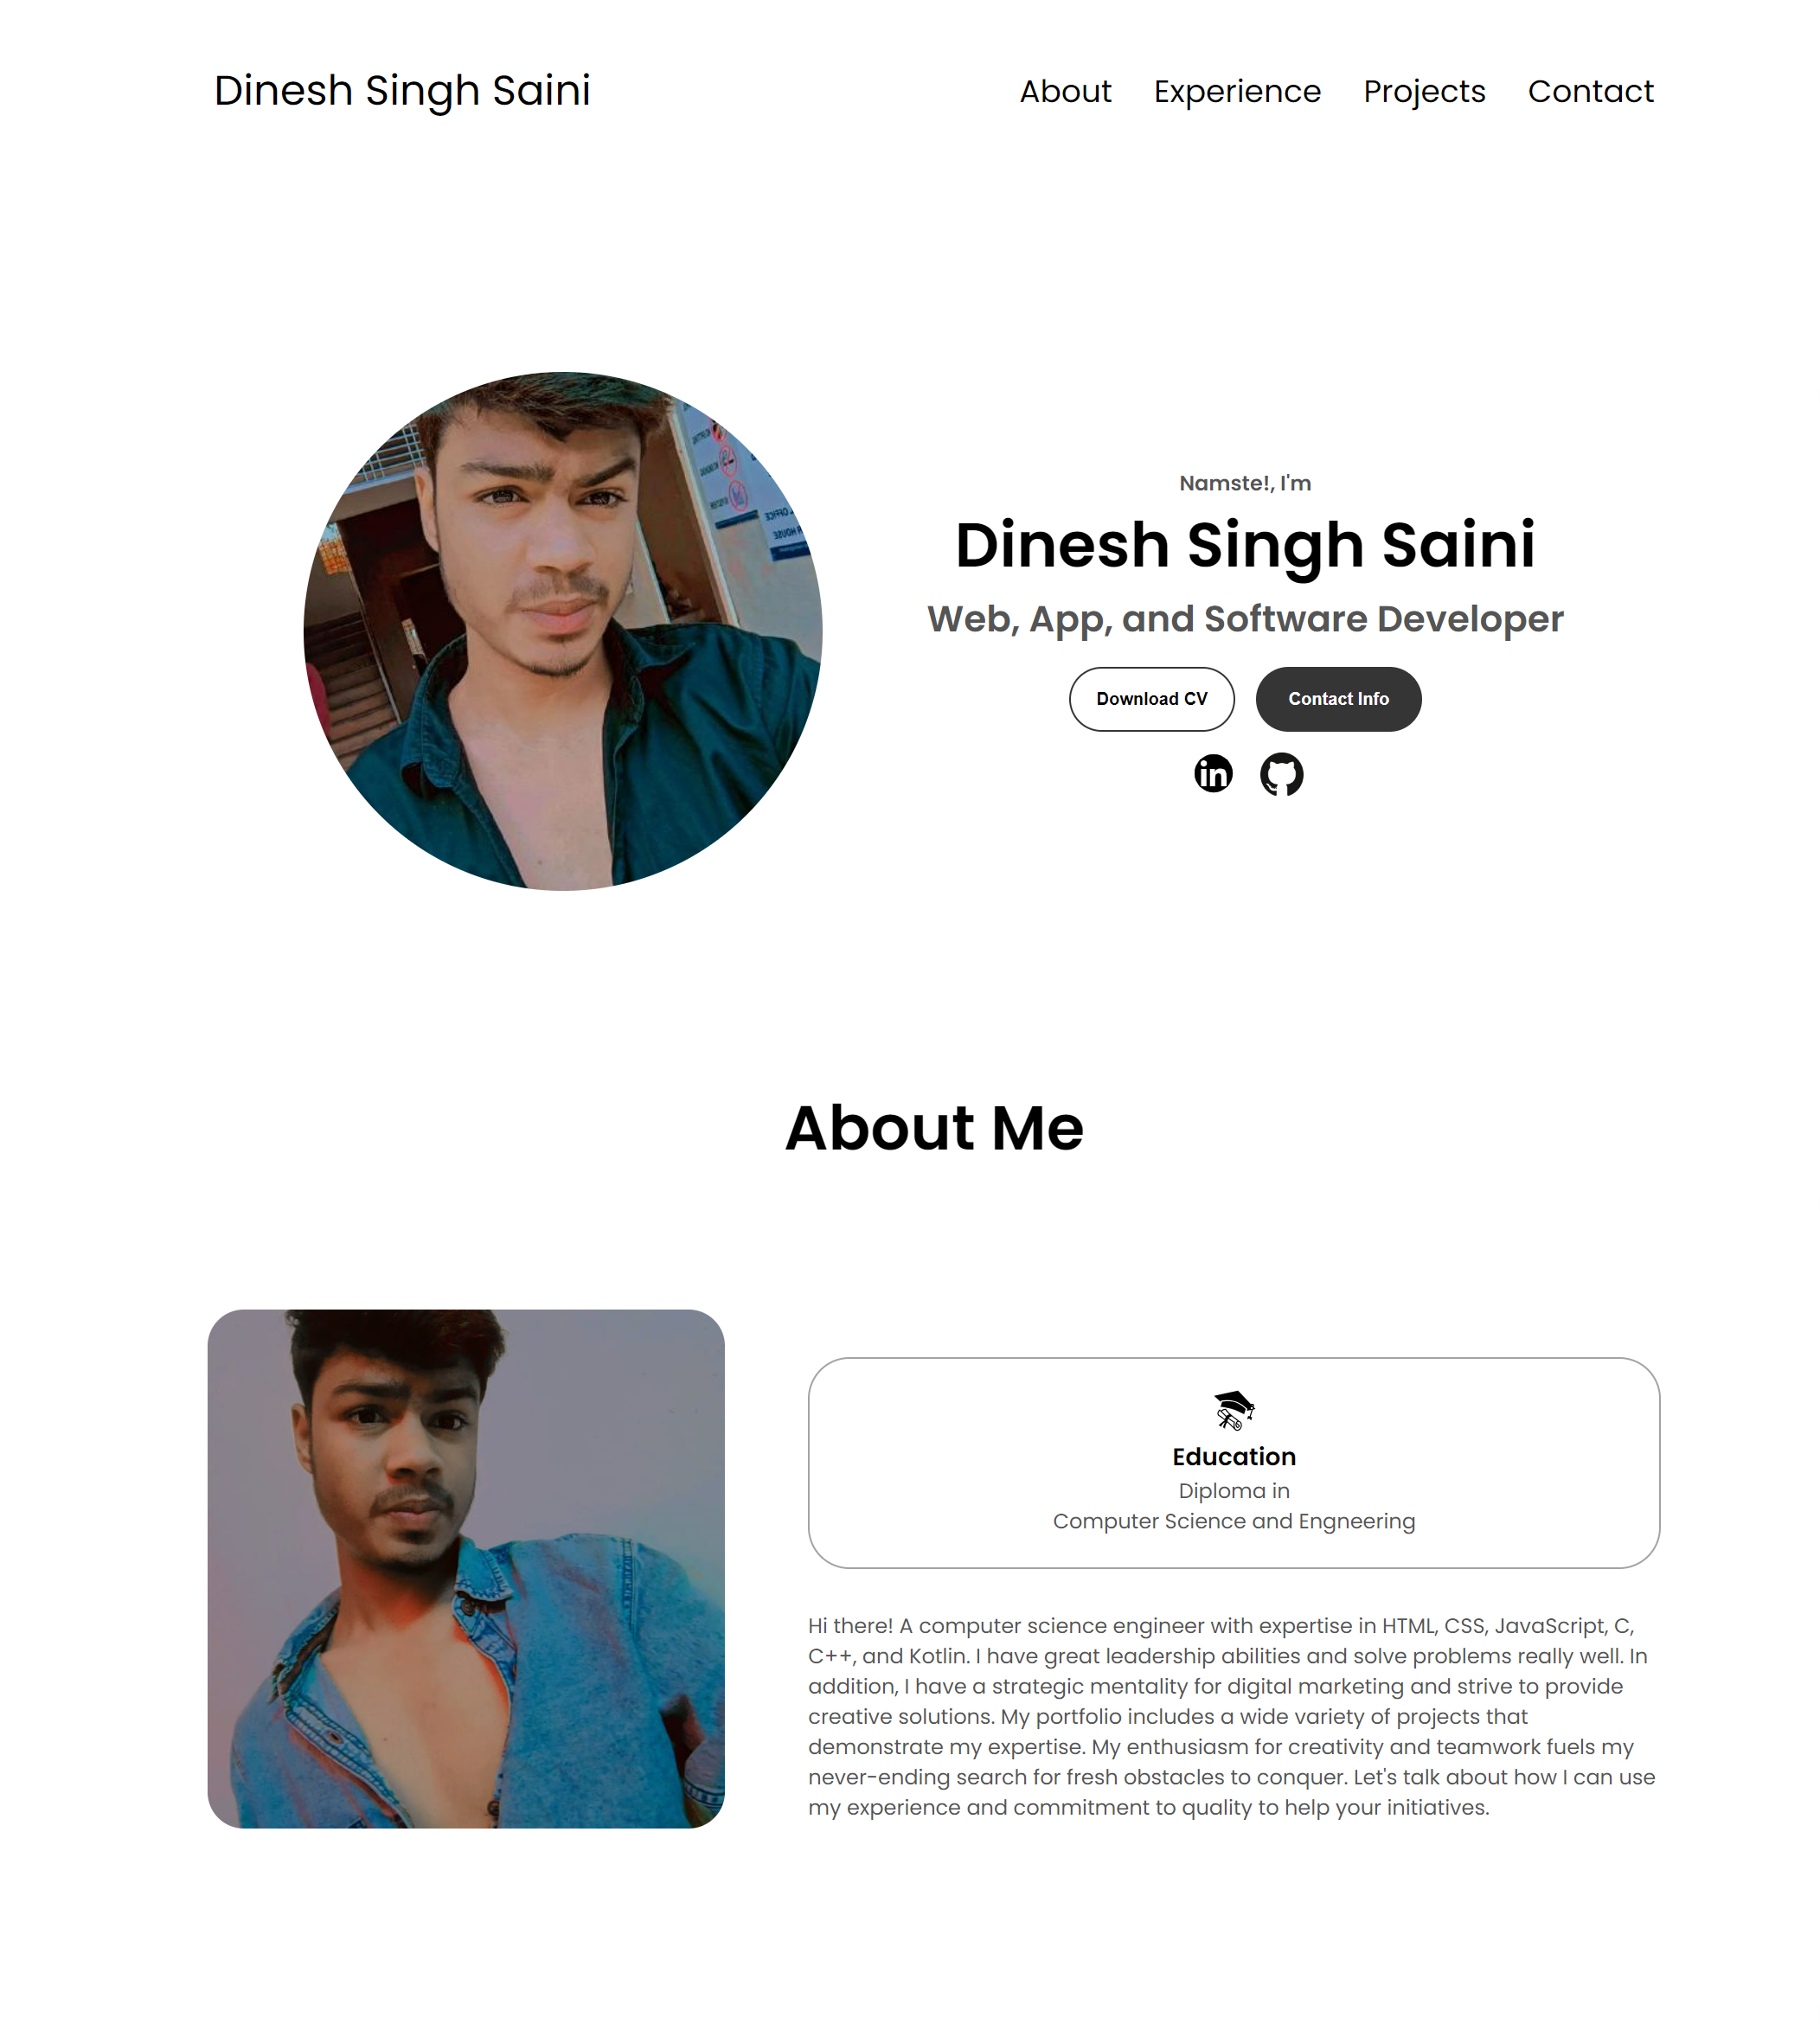 Dinesh Singh Saini
About Experience Projects Contact
Namste!, I'm
Dinesh Singh Saini
Web, App, and Software Developer
Download CV Contact Info
in
About Me
Education
Diploma in
Computer Science and Engneering
Hi there! A computer science engineer with expertise in HTML, CSS, JavaScript, C,
C++, and Kotlin. I have great leadership abilities and solve problems really well. In
addition, I have a strategic mentality for digital marketing and strive to provide
creative solutions. My portfolio includes a wide variety of projects that
demonstrate my expertise. My enthusiasm for creativity and teamwork fuels my
never-ending search for fresh obstacles to conquer. Let's talk about how I can use
my experience and commitment to quality to help your initiatives.